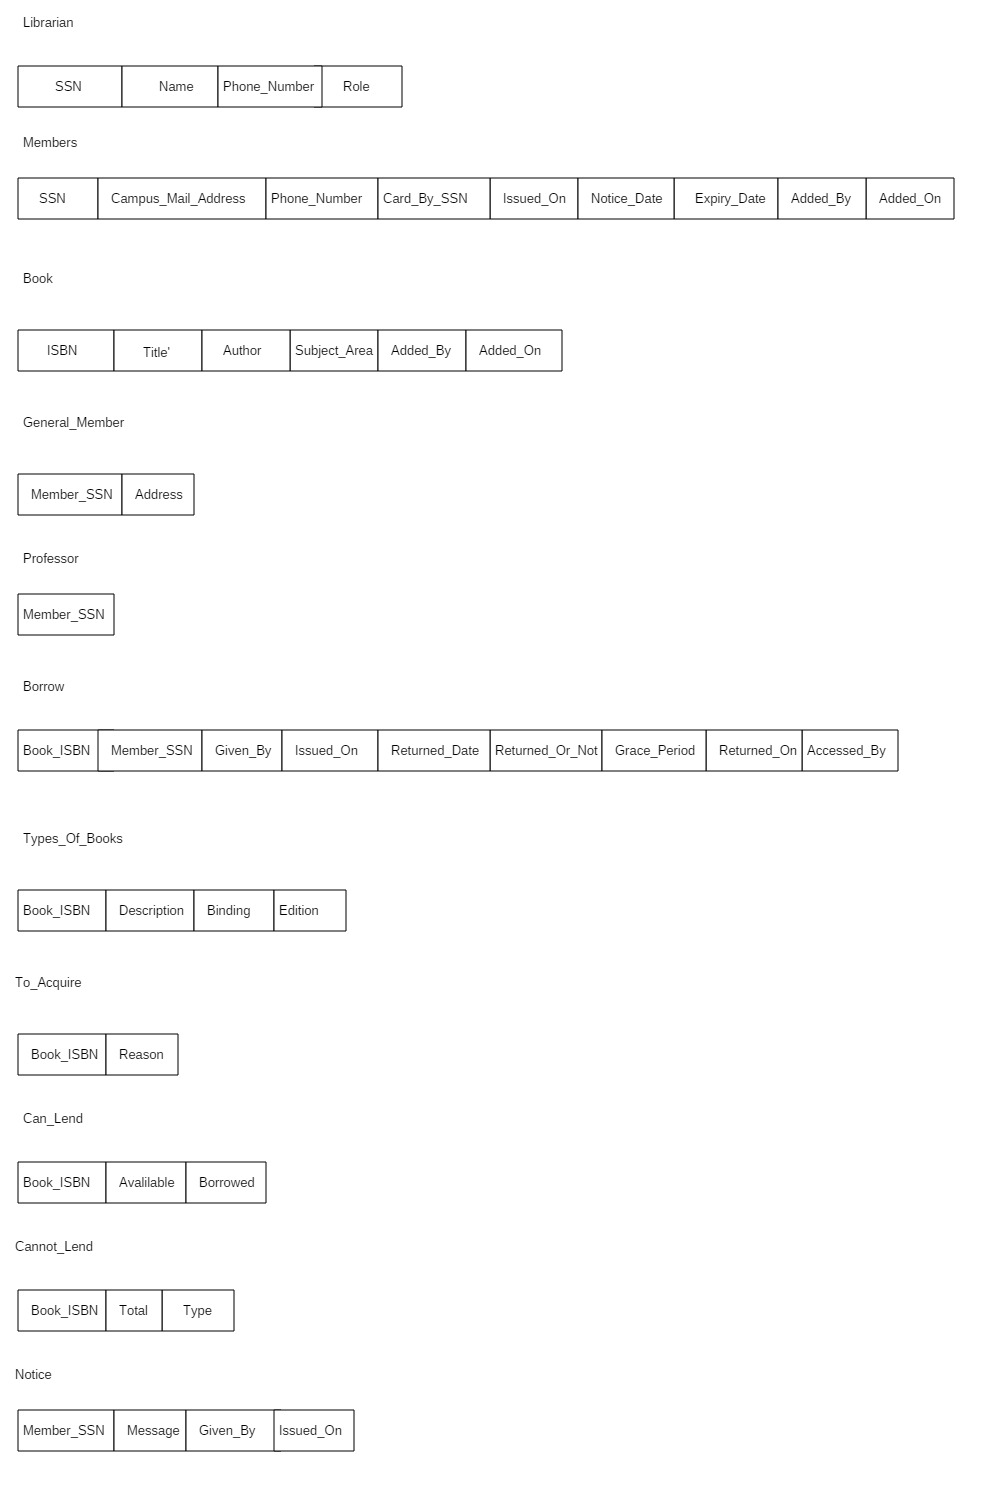 Librarian
SSN Name Phone_Number Role
Members
SSN Campus_Mail_Address Phone_Number Card_By_SSN Issued_On Notice_Date Expiry_Date Added_By Added_On
Book
ISBN Title' Author Subject_Area Added_By Added_On
General_Member
Member_SSN Address
Professor
Member_SSN
Borrow
Book_ISBN Member_SSN Given_By Issued_On Returned_Date Returned_Or_Not Grace_Period Returned_On Accessed_By
Types_Of_Books
Book_ISBN Description Binding Edition
To_Acquire
Book_ISBN Reason
Can_Lend
Book_ISBN Avalilable Borrowed
Cannot_Lend
Book_ISBN Total Type
Notice
Member_SSN Message Given_By Issued_On